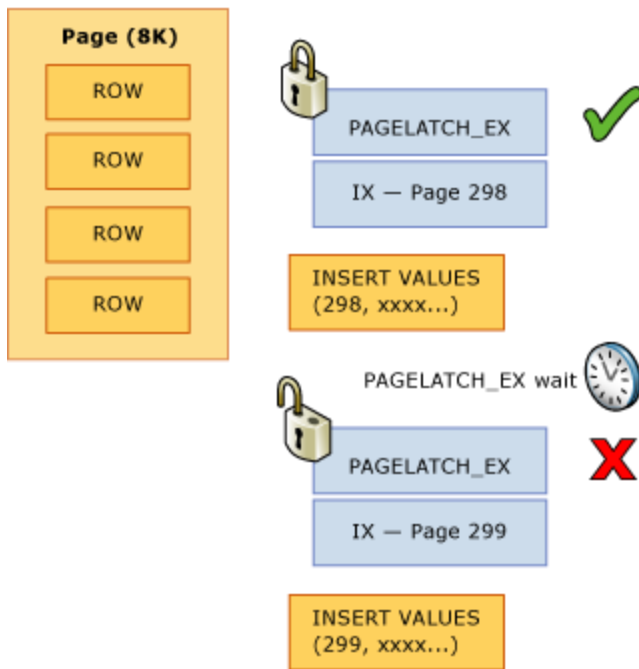 Page (8K)
ROW
ROW
ROW
ROW
PAGELATCH_EX
IX — Page 298
INSERT VALUES
(298, xxxx...)
PAGELATCH_EX wait
PAGELATCH_EX
IX — Page 299
INSERT VALUES
(299, xxxx...)